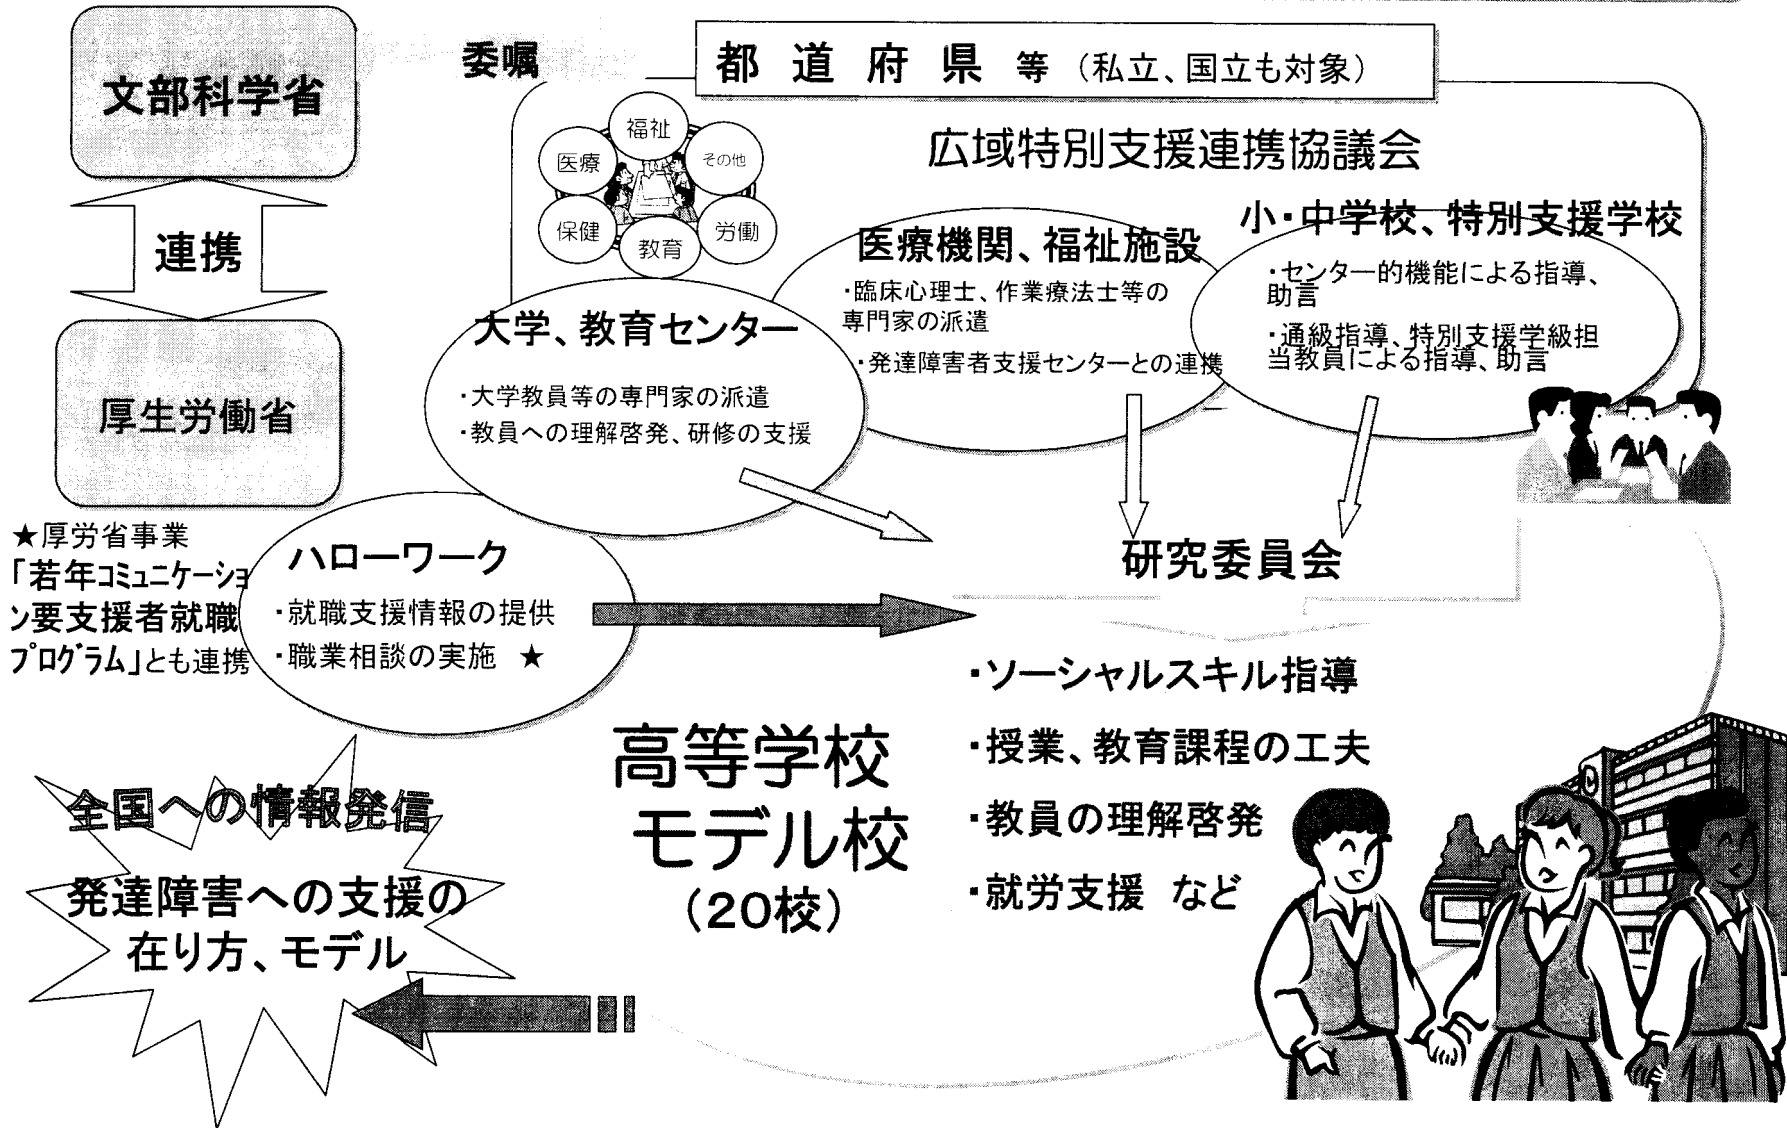 文部科学省
連携
厚生労働省
★厚労省事業
「若年コミュニケーショ
ン要支援者就職
プログラム」とも連携
委嘱
都道府県等（私立、国立も対象）
広域特別支援連携協議会
福祉
医療
その他
保健
教育
労働
小・中学校、特別支援学校
・センター的機能による指導、
助言
・通級指導、特別支援学級担
当教員による指導、助言
医療機関、福祉施設
・臨床心理士、作業療法士等の
専門家の派遣
・発達障害者支援センターとの連携
大学、教育センター
・大学教員等の専門家の派遣
・教員への理解啓発、研修の支援
ハローワーク
・就職支援情報の提供
・職業相談の実施 ★
研究委員会
・ソーシャルスキル指導
・授業、教育課程の工夫
・教員の理解啓発
・就労支援 など
高等学校
モデル校
（20校）
全国への情報発信
発達障害への支援の
在り方、モデル